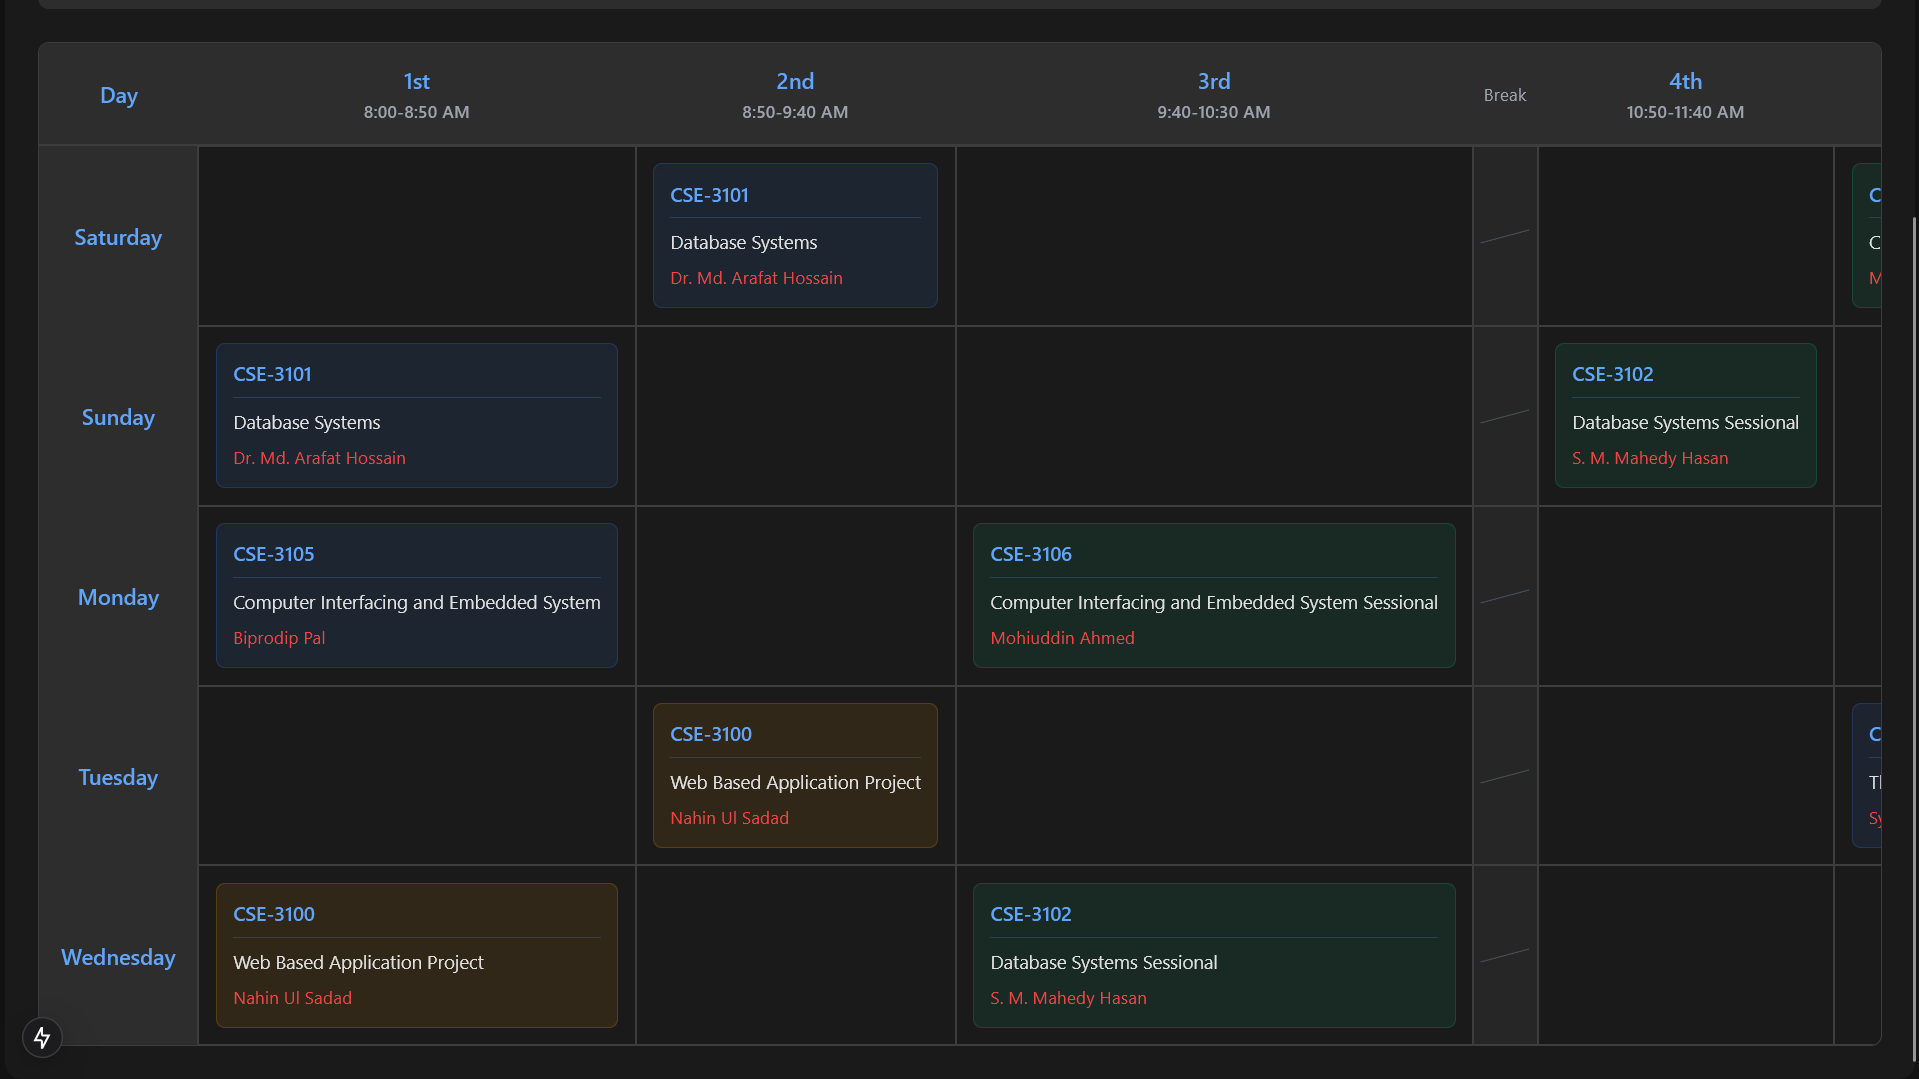 Day
1st
8:00-8:50 AM
2nd
8:50-9:40 AM
3rd
9:40-10:30 AM
Break
4th
10:50-11:40 AM
Saturday
CSE-3101
Database Systems
Dr. Md. Arafat Hossain
Sunday
CSE-3101
Database Systems
Dr. Md. Arafat Hossain
CSE-3102
Database Systems Sessional
S. M. Mahedy Hasan
Monday
CSE-3105
Computer Interfacing and Embedded System
Biprodip Pal
CSE-3106
Computer Interfacing and Embedded System Sessional
Mohiuddin Ahmed
Tuesday
CSE-3100
Web Based Application Project
Nahin Ul Sadad
Wednesday
CSE-3100
Web Based Application Project
Nahin Ul Sadad
CSE-3102
Database Systems Sessional
S. M. Mahedy Hasan